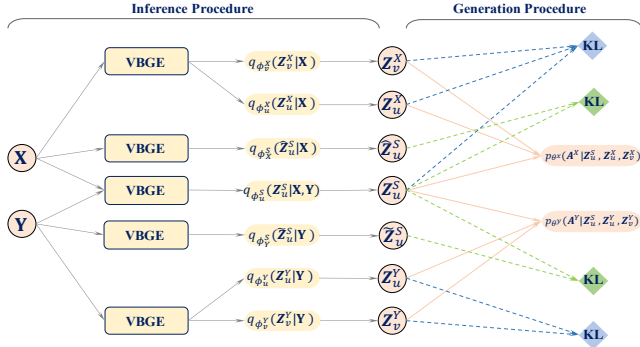 Inference Procedure
Generation Procedure
X
Y
VBGE
VBGE
VBGE
VBGE
VBGE
q_{ϕ_v^X}(Z_v^X|X)
q_{ϕ_u^X}(Z_u^X|X)
q_{ϕ_X^S}(Z̄_u^S|X)
q_{ϕ_u^S}(Z_u^S|X,Y)
q_{ϕ_Y^S}(Z̃_u^S|Y)
q_{ϕ_u^Y}(Z_u^Y|Y)
q_{ϕ_v^Y}(Z_v^Y|Y)
Z_v^X
Z_u^X
Z̄_u^S
Z_u^S
Z̃_u^S
Z_u^Y
Z_v^Y
KL
KL
p_{θ^X}(A^X|Z_u^S, Z_u^X, Z_v^X)
p_{θ^Y}(A^Y|Z_u^S, Z_u^Y, Z_v^Y)
KL
KL